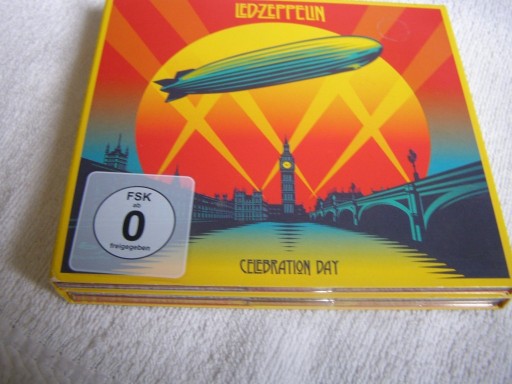 LED-ZEPPELIN
FSK
ab
0
freigegeben
CELEBRATION DAY